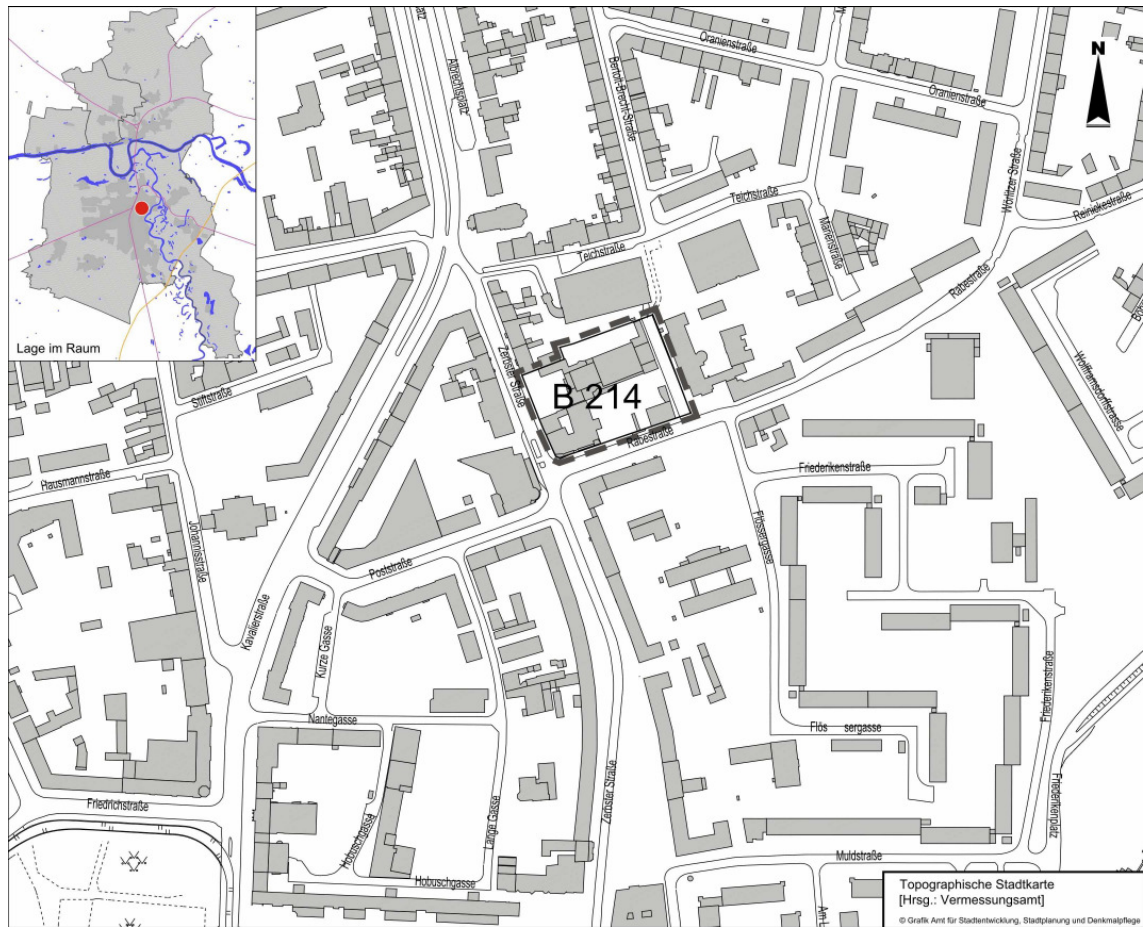 Lage im Raum
N
Albrechtsplatz
Bertolt-Brecht-Straße
Oranienstraße
Oranienstraße
Wörlitzer Straße
Reinickestraße
Teichstraße
Teichstraße
Marienstraße
Rabestraße
Wolfframsdorffstrasse
Zerbster Straße
B 214
Rabestraße
Stiftstraße
Hausmannstraße
Johannisstraße
Kavalierstraße
Poststraße
Kurze Gasse
Nantegasse
Friederikenstraße
Flössergasse
Friederikenstraße
Flös sergasse
Friederikenplatz
Friedrichstraße
Hobuschgasse
Lange Gasse
Zerbster Straße
Hobuschgasse
Muldstraße
Am L
Topographische Stadtkarte
[Hrsg.: Vermessungsamt]
© Grafik Amt für Stadtentwicklung, Stadtplanung und Denkmalpflege